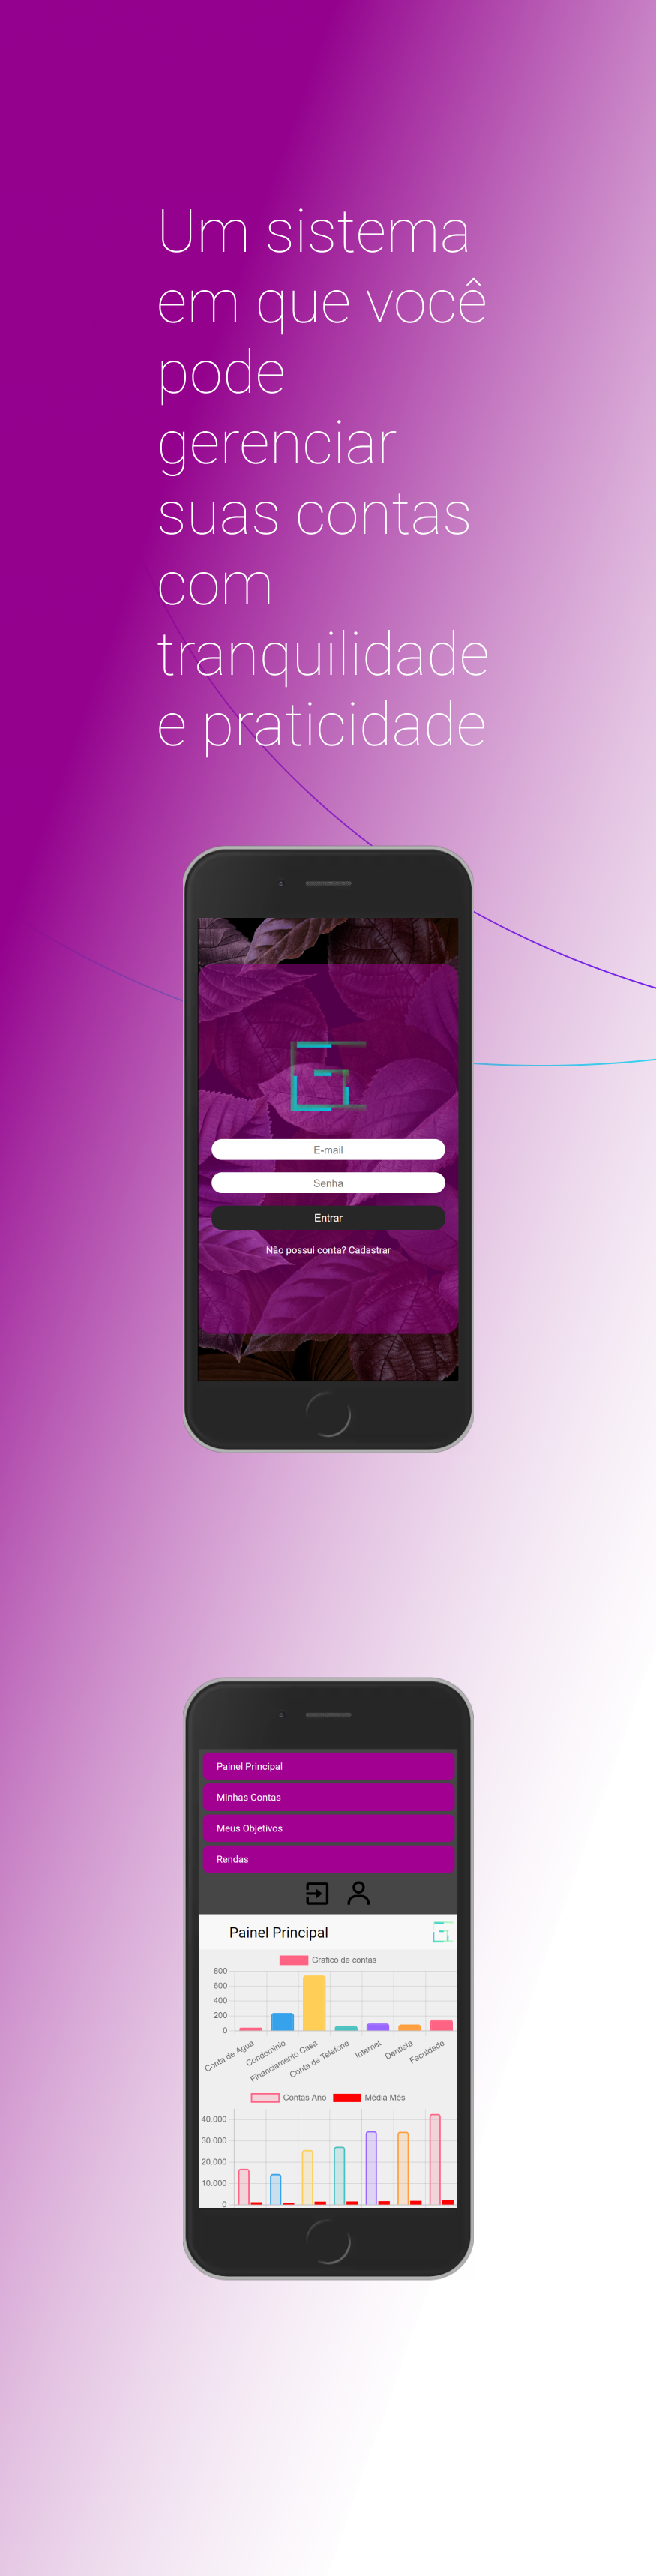 Um sistema
em que você
pode
gerenciar
suas contas
com
tranquilidade
e praticidade
E-mail
Senha
Entrar
Não possui conta? Cadastrar
Painel Principal
Minhas Contas
Meus Objetivos
Rendas
Painel Principal
Grafico de contas
800
600
400
200
0
Conta de Agua
Condominio
Financiamento Casa
Conta de Telefone
Internet
Dentista
Faculdade
Contas Ano Média Mês
40.000
30.000
20.000
10.000
0